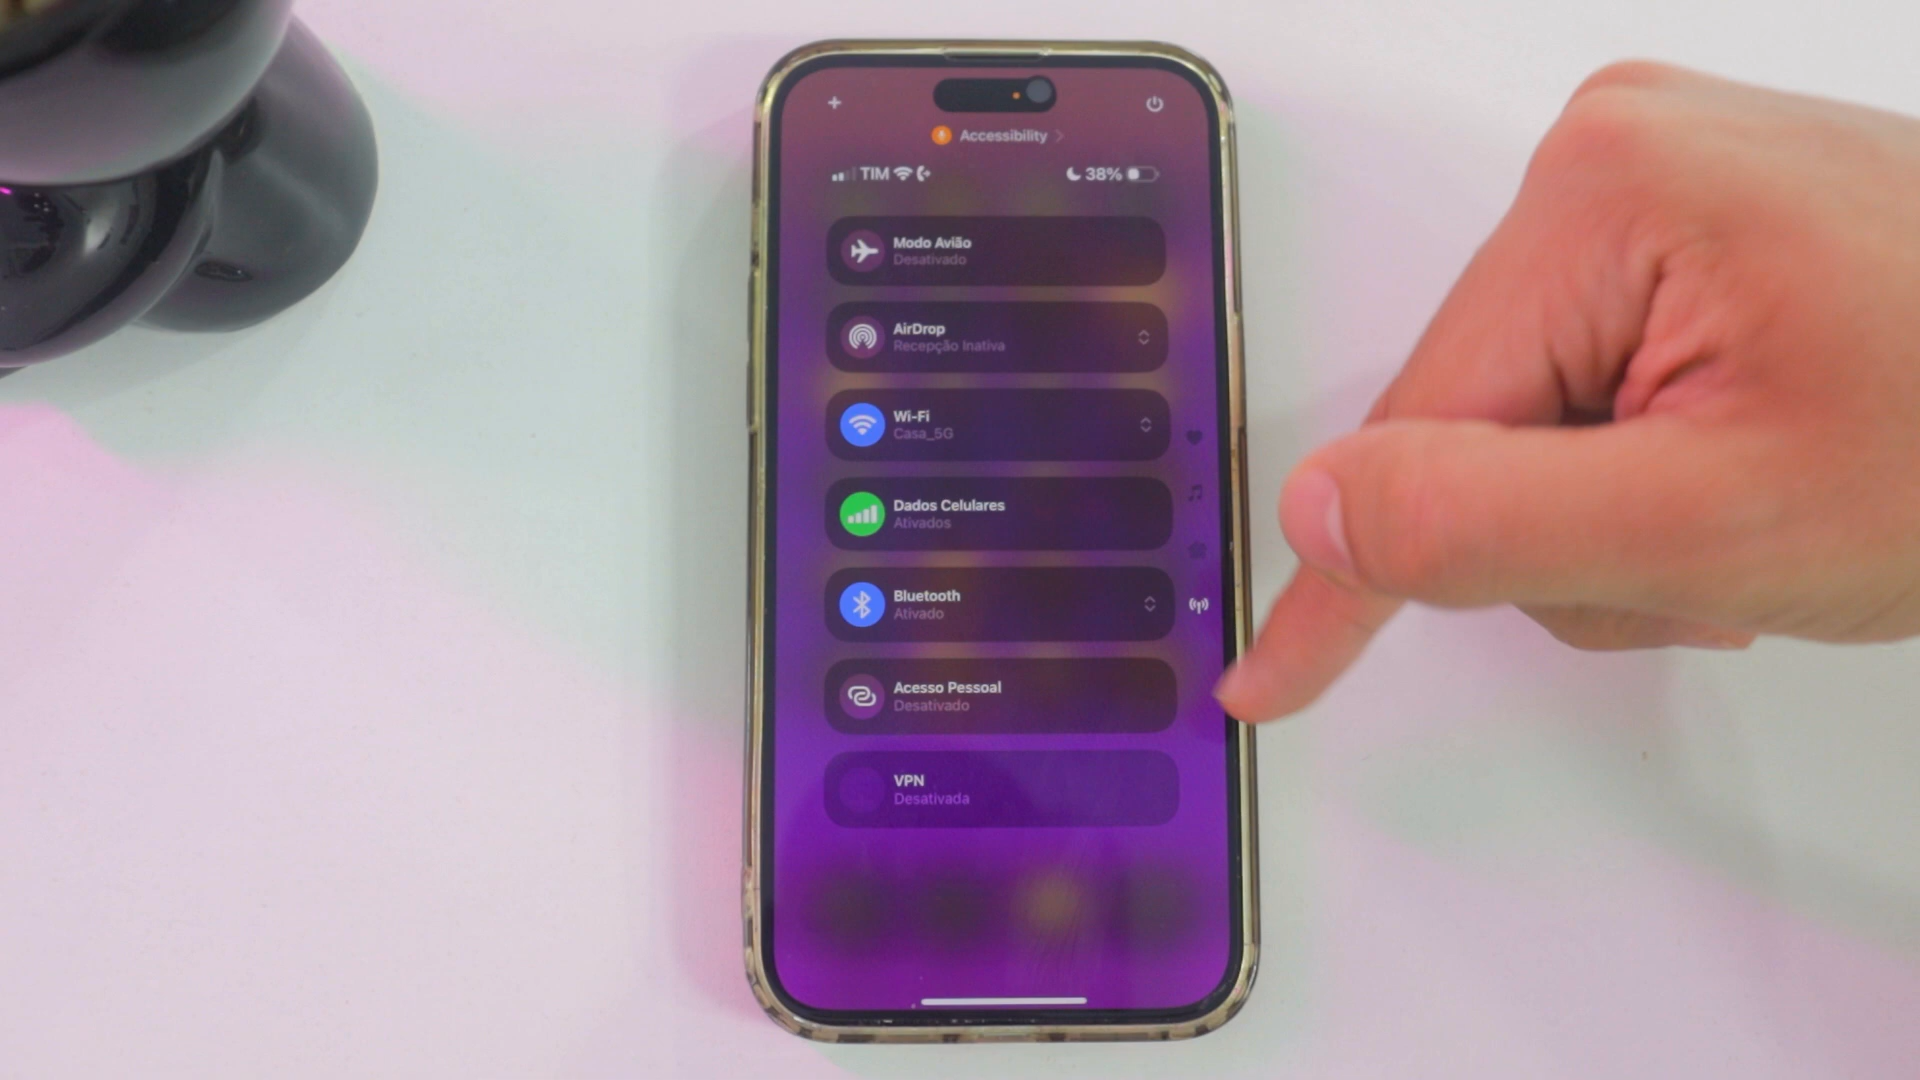 Accessibility
TIM
38%
Modo Avião
Desativado
AirDrop
Recepção Inativa
Wi-Fi
Casa_5G
Dados Celulares
Ativados
Bluetooth
Ativado
Acesso Pessoal
Desativado
VPN
Desativada